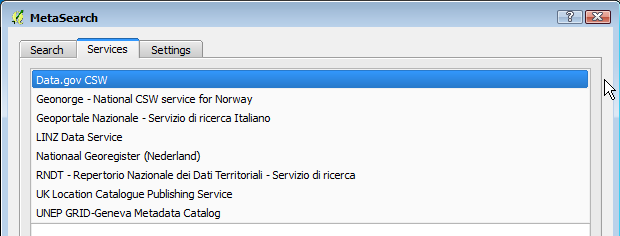 MetaSearch
Search Services Settings
Data.gov CSW
Geonorge - National CSW service for Norway
Geoportale Nazionale - Servizio di ricerca Italiano
LINZ Data Service
Nationaal Georegister (Nederland)
RNDT - Repertorio Nazionale dei Dati Territoriali - Servizio di ricerca
UK Location Catalogue Publishing Service
UNEP GRID-Geneva Metadata Catalog